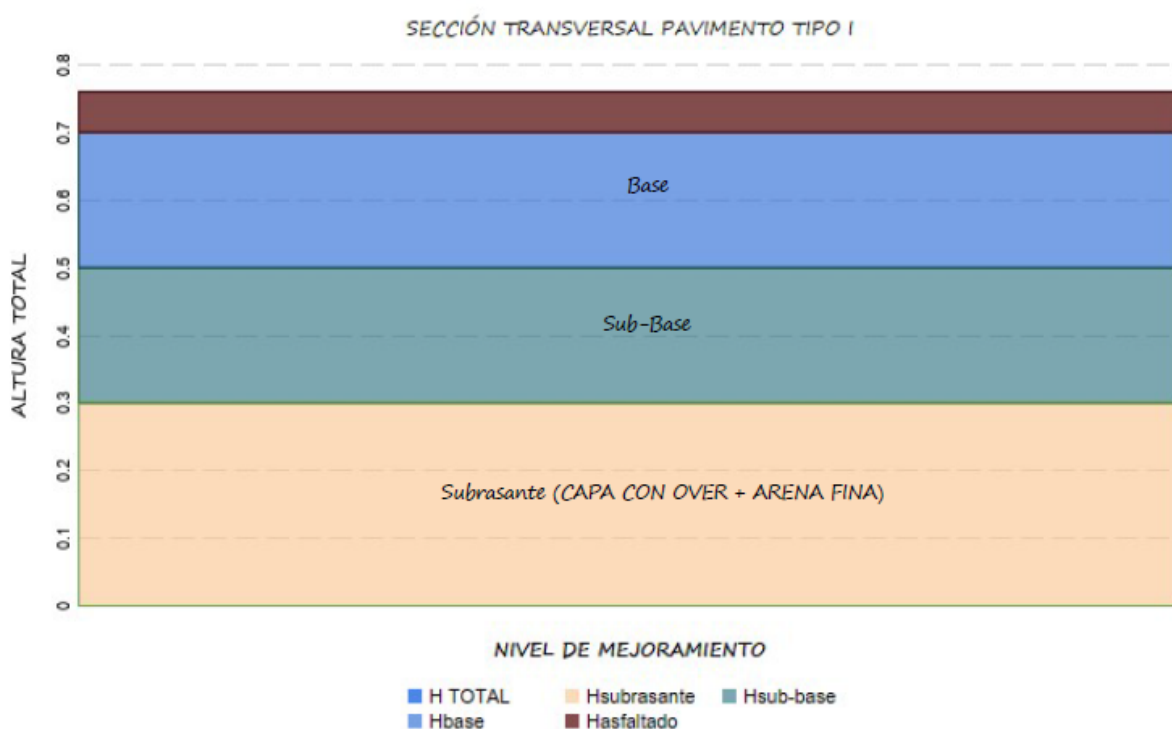 SECCIÓN TRANSVERSAL PAVIMENTO TIPO I
0.8
0.7
0.6
0.5
0.4
0.3
0.2
0.1
0
ALTURA TOTAL
Base
Sub-Base
Subrasante (CAPA CON OVER + ARENA FINA)
NIVEL DE MEJORAMIENTO
H TOTAL
Hsubrasante
Hsub-base
Hbase
Hasfaltado